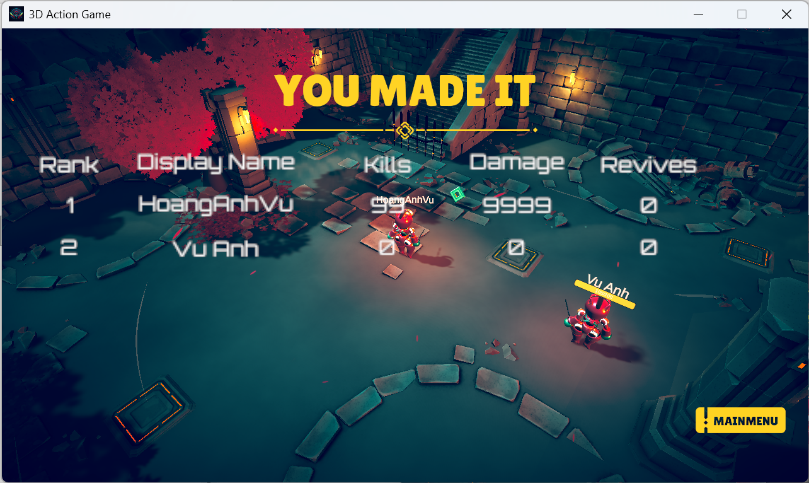 3D Action Game
YOU MADE IT
Rank Display Name Kills Damage Revives
1 HoangAnhVu 99 9999 0
HoangAnhVu
2 Vu Anh 0 0 0
Vu Anh
MAINMENU